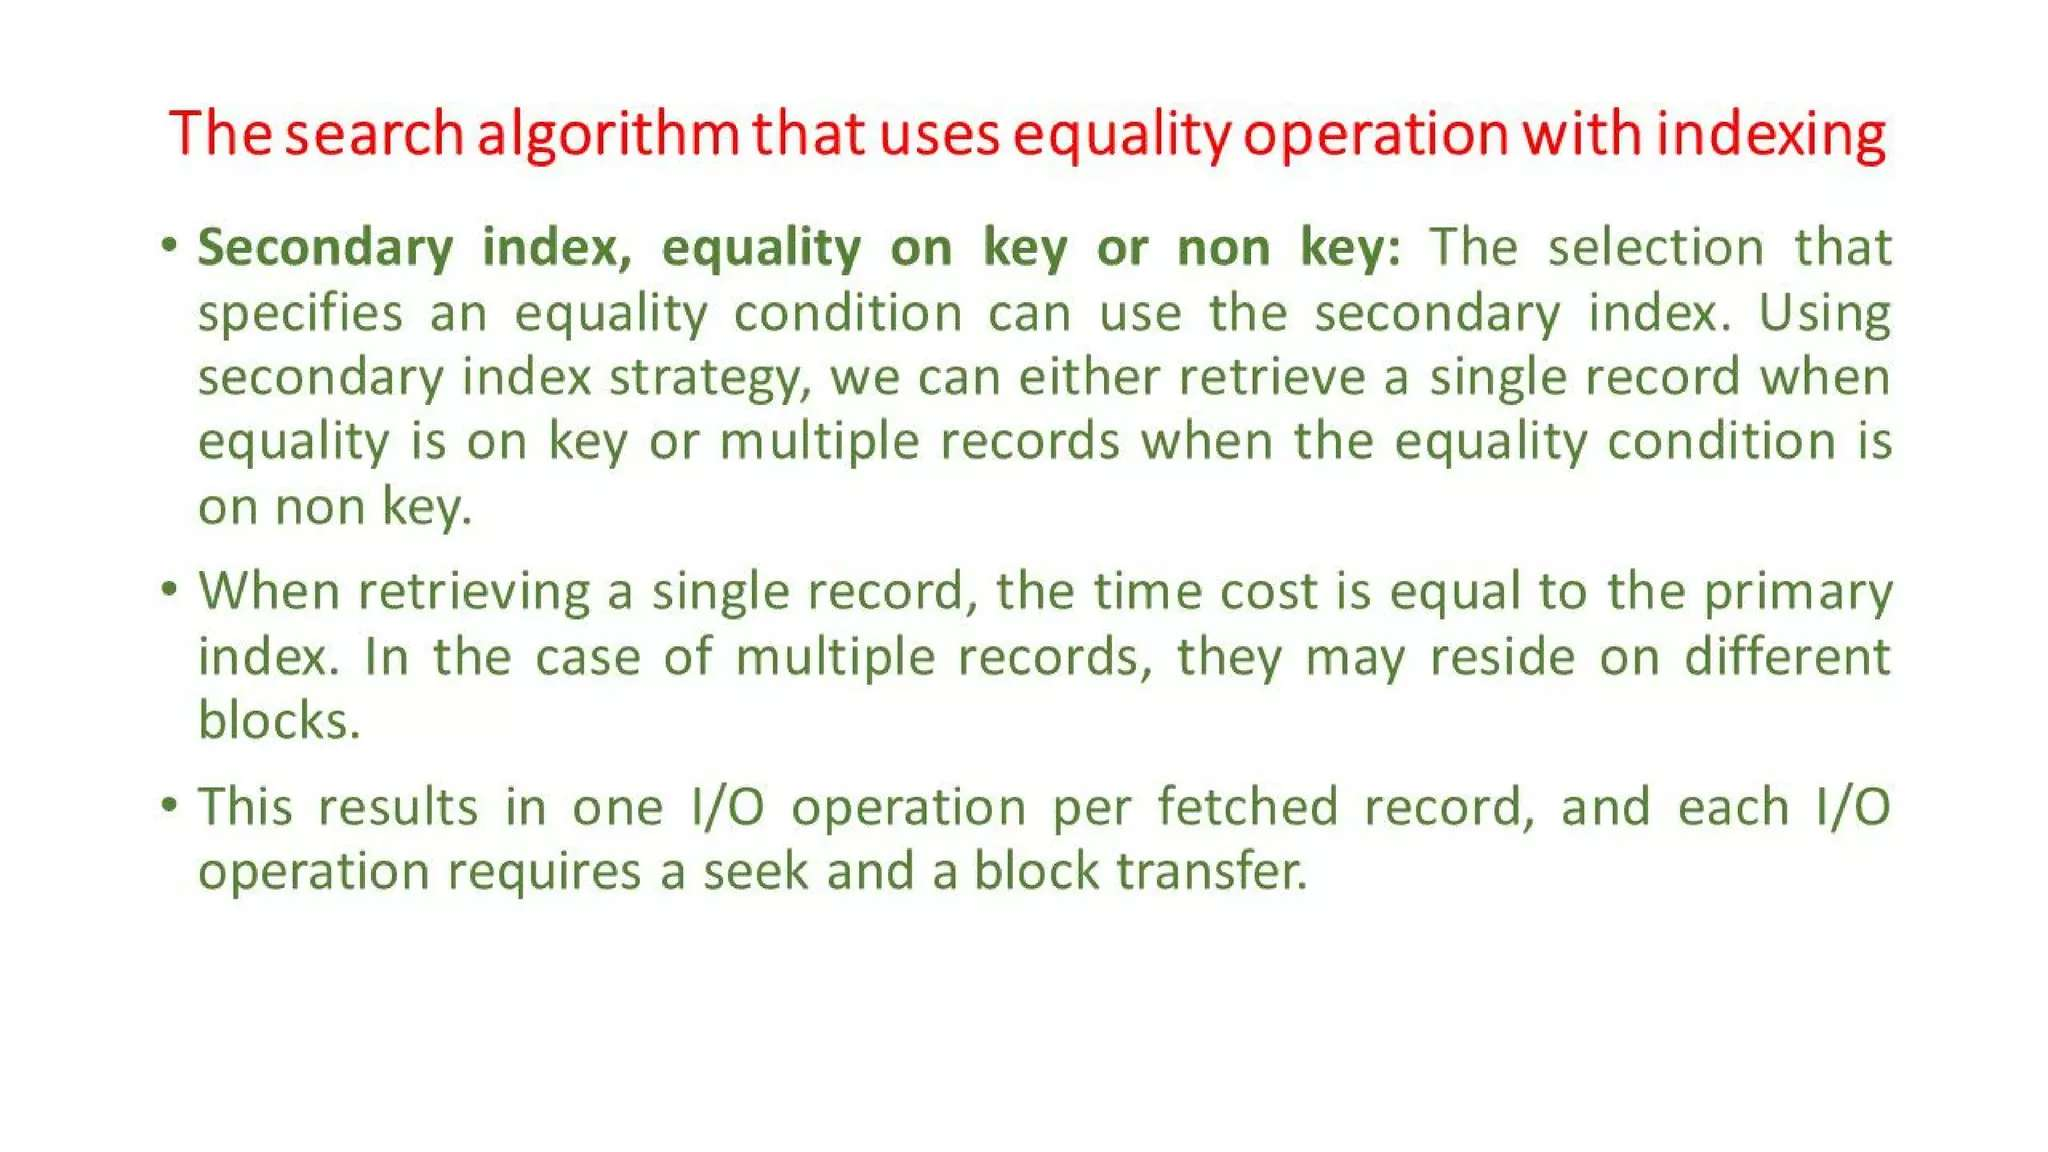 The search algorithm that uses equality operation with indexing
• Secondary index, equality on key or non key: The selection that
specifies an equality condition can use the secondary index. Using
secondary index strategy, we can either retrieve a single record when
equality is on key or multiple records when the equality condition is
on non key.
• When retrieving a single record, the time cost is equal to the primary
index. In the case of multiple records, they may reside on different
blocks.
• This results in one I/O operation per fetched record, and each I/O
operation requires a seek and a block transfer.